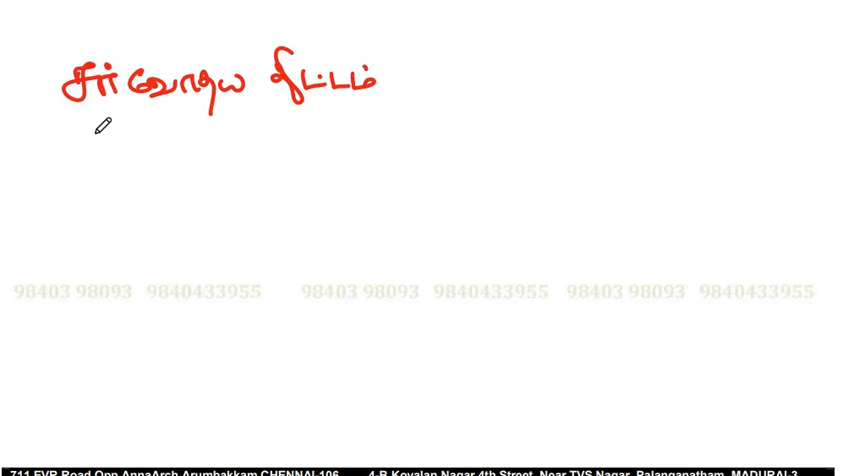 சர்வோதய திட்டம்
98403 98093 9840433955 98403 98093 9840433955 98403 98093 9840433955
711 EVR Road Opp AnnaArch Arumbakkam CHENNAI-106 4-B Kovalan Nagar 4th Street, Near TVS Nagar, Palanganatham, MADURAI-3